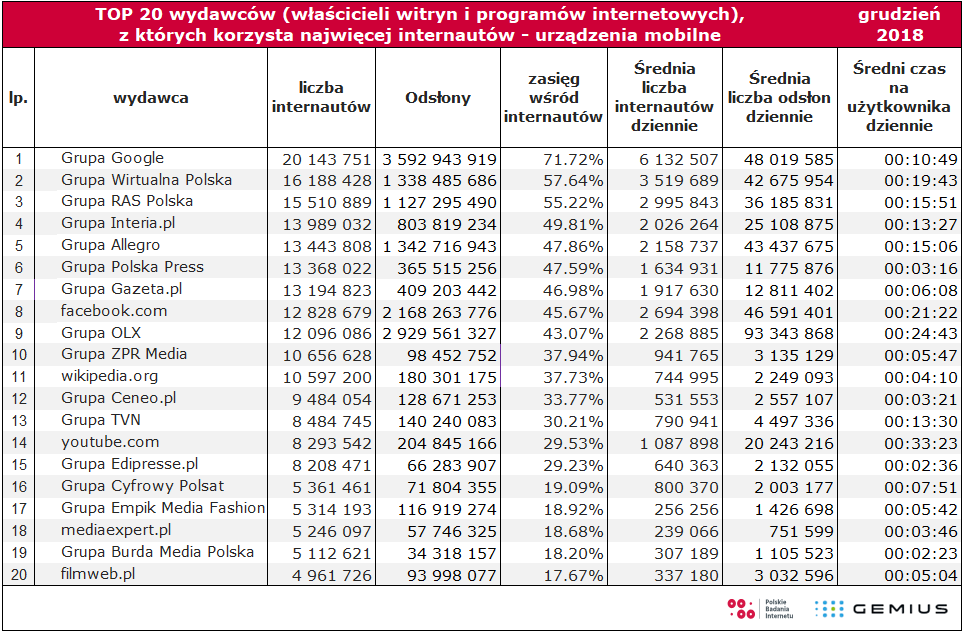 TOP 20 wydawców (właścicieli witryn i programów internetowych),
z których korzysta najwięcej internautów - urządzenia mobilne
grudzień
2018
lp.
wydawca
liczba
internautów
Odsłony
zasięg
wśród
internautów
Średnia
liczba
internautów
dziennie
Średnia
liczba odsłon
dziennie
Średni czas
na
użytkownika
dziennie
1 Grupa Google 20 143 751 3 592 943 919 71.72% 6 132 507 48 019 585 00:10:49
2 Grupa Wirtualna Polska 16 188 428 1 338 485 686 57.64% 3 519 689 42 675 954 00:19:43
3 Grupa RAS Polska 15 510 889 1 127 295 490 55.22% 2 995 843 36 185 831 00:15:51
4 Grupa Interia.pl 13 989 032 803 819 234 49.81% 2 026 264 25 108 875 00:13:27
5 Grupa Allegro 13 443 808 1 342 716 943 47.86% 2 158 737 43 437 675 00:15:06
6 Grupa Polska Press 13 368 022 365 515 256 47.59% 1 634 931 11 775 876 00:03:16
7 Grupa Gazeta.pl 13 194 823 409 203 442 46.98% 1 917 630 12 811 402 00:06:08
8 facebook.com 12 828 679 2 168 263 776 45.67% 2 694 398 46 591 401 00:21:22
9 Grupa OLX 12 096 086 2 929 561 327 43.07% 2 268 885 93 343 868 00:24:43
10 Grupa ZPR Media 10 656 628 98 452 752 37.94% 941 765 3 135 129 00:05:47
11 wikipedia.org 10 597 200 180 301 175 37.73% 744 995 2 249 093 00:04:10
12 Grupa Ceneo.pl 9 484 054 128 671 253 33.77% 531 553 2 557 107 00:03:21
13 Grupa TVN 8 484 745 140 240 083 30.21% 790 941 4 497 336 00:13:30
14 youtube.com 8 293 542 204 845 166 29.53% 1 087 898 20 243 216 00:33:23
15 Grupa Edipresse.pl 8 208 471 66 283 907 29.23% 640 363 2 132 055 00:02:36
16 Grupa Cyfrowy Polsat 5 361 461 71 804 355 19.09% 800 370 2 003 177 00:07:51
17 Grupa Empik Media Fashion 5 314 193 116 919 274 18.92% 256 256 1 426 698 00:05:42
18 mediaexpert.pl 5 246 097 57 746 325 18.68% 239 066 751 599 00:03:46
19 Grupa Burda Media Polska 5 112 621 34 318 157 18.20% 307 189 1 105 523 00:02:23
20 filmweb.pl 4 961 726 93 998 077 17.67% 337 180 3 032 596 00:05:04
Polskie
Badania
Internetu
GEMIUS